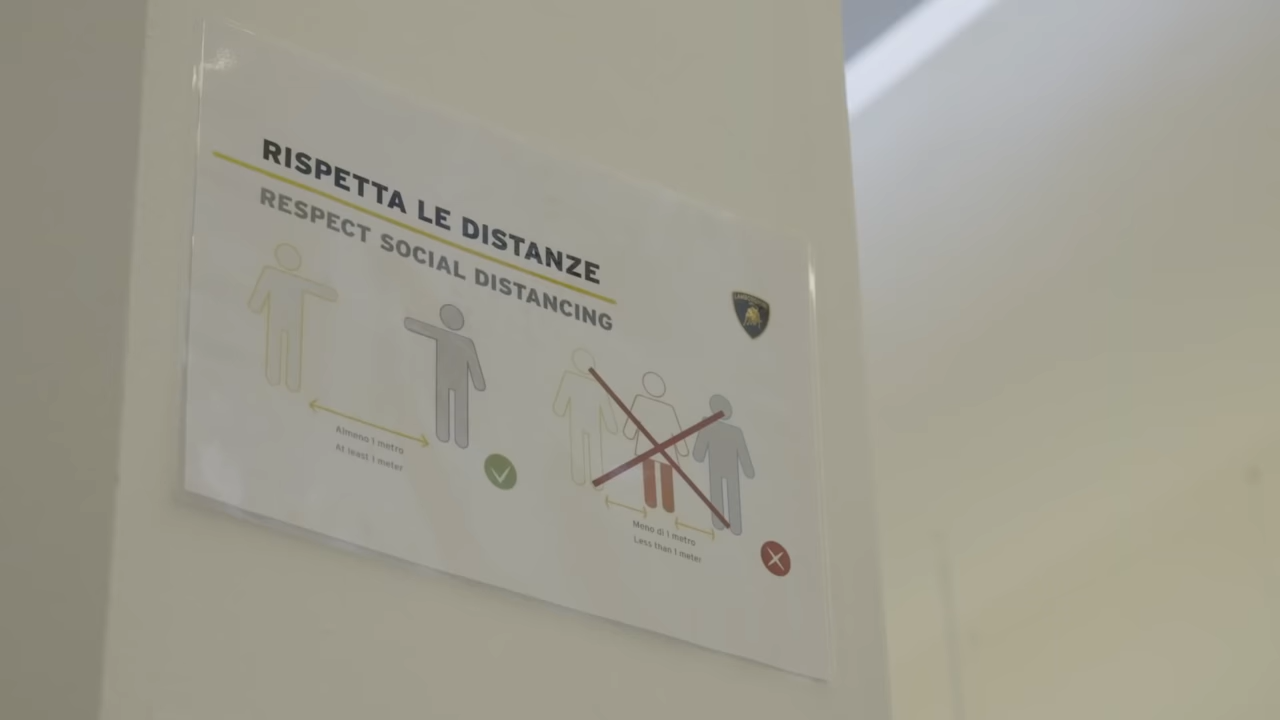 RISPETTA LE DISTANZE
RESPECT SOCIAL DISTANCING
Almeno 1 metro
At least 1 meter
Meno di 1 metro
Less than 1 meter